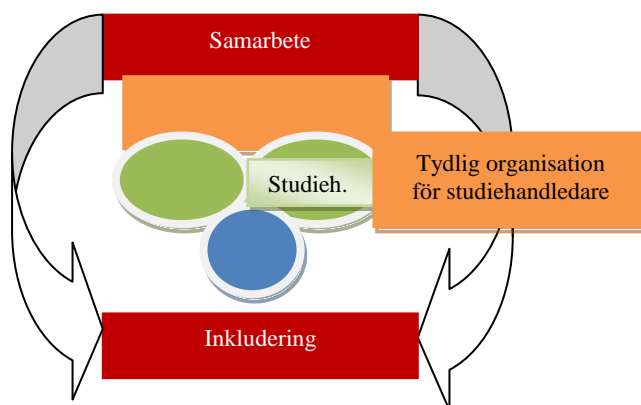 Samarbete
Tydlig organisation
för studiehandledare
Studieh.
Inkludering